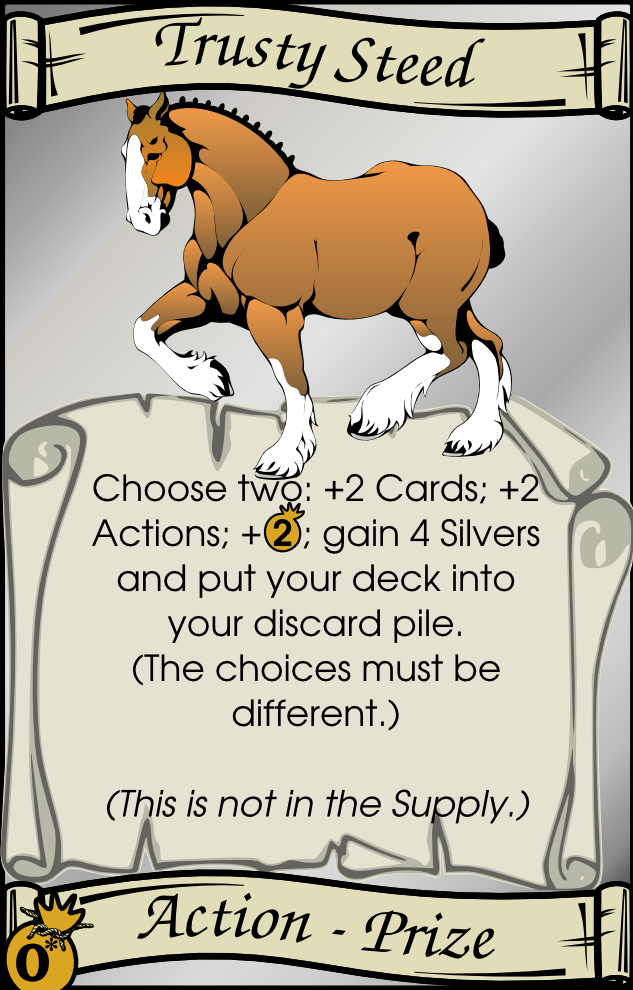 Trusty Steed
Choose two: +2 Cards; +2
Actions; +2; gain 4 Silvers
and put your deck into
your discard pile.
(The choices must be
different.)
(This is not in the Supply.)
Action - Prize
0*